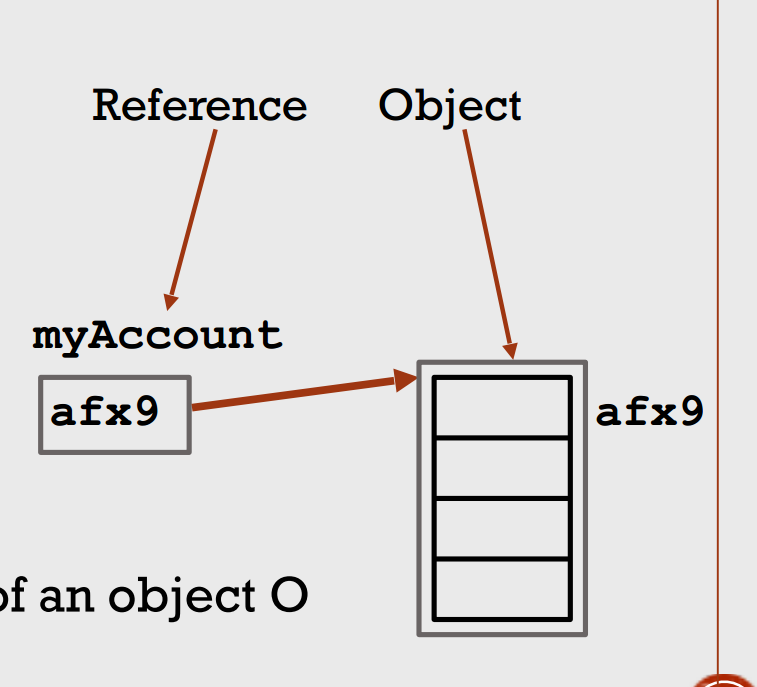 Reference Object
myAccount
afx9 afx9
of an object O